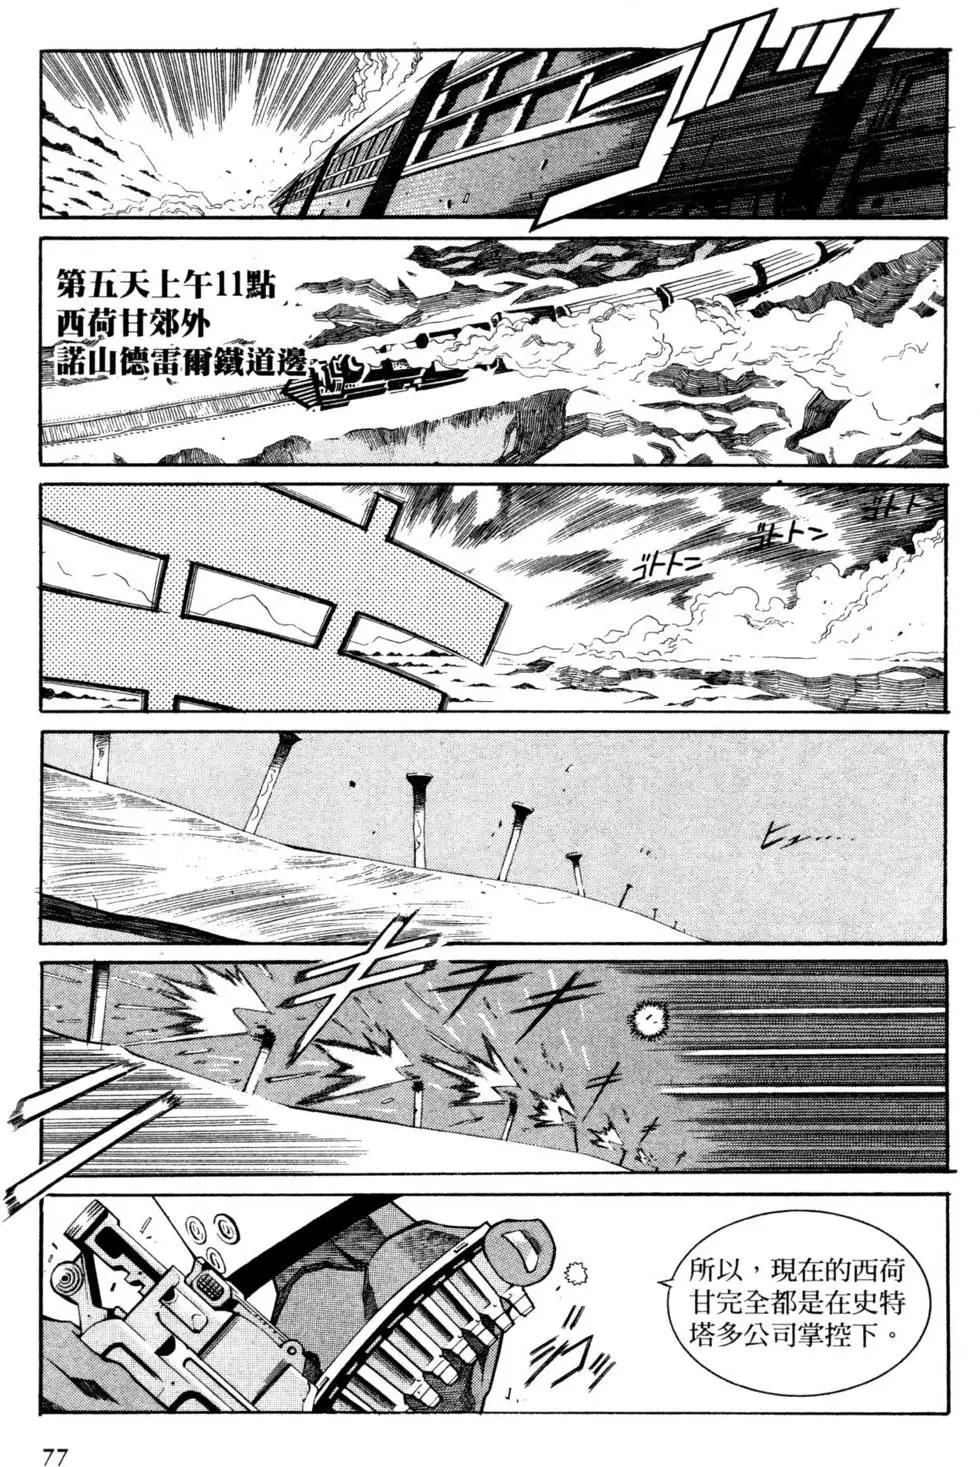 ゴッ
第五天上午11點
西荷甘郊外
諾山德雷爾鐵道邊
ゴトトン
ゴトトン
ゴトトン
ヒュー……
所以，現在的西荷
甘完全都是在史特
塔多公司掌控下。
77